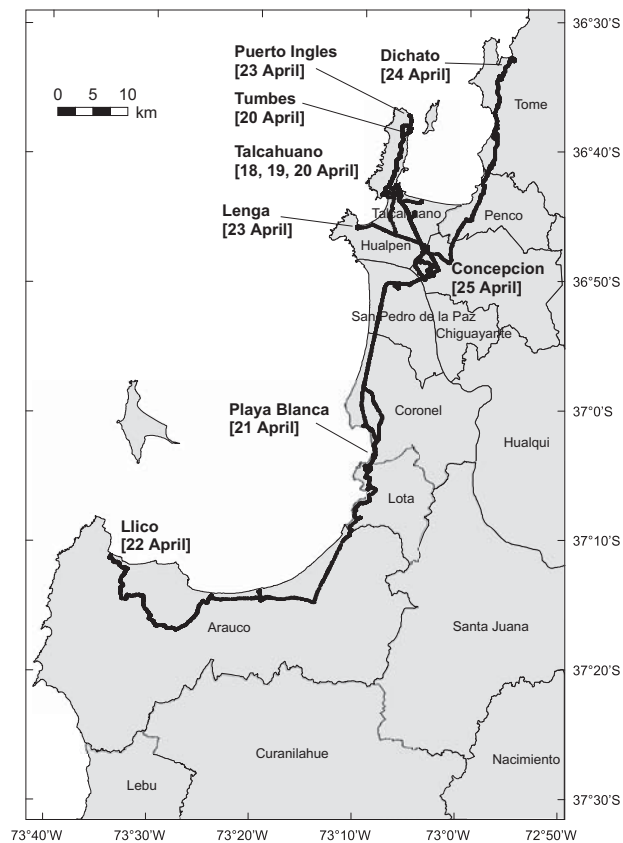 36°30'S
Puerto Ingles
[23 April]
Dichato
[24 April]
0 5 10
km
Tumbes
[20 April]
Tome
Talcahuano
[18, 19, 20 April]
36°40'S
Lenga
[23 April]
Talcahuano
Penco
Hualpen
Concepcion
[25 April]
36°50'S
San Pedro de la Paz
Chiguayante
Playa Blanca
[21 April]
Coronel
37°0'S
Hualqui
Lota
Llico
[22 April]
37°10'S
Arauco
Santa Juana
37°20'S
Curanilahue
Nacimiento
Lebu
37°30'S
73°40'W 73°30'W 73°20'W 73°10'W 73°0'W 72°50'W